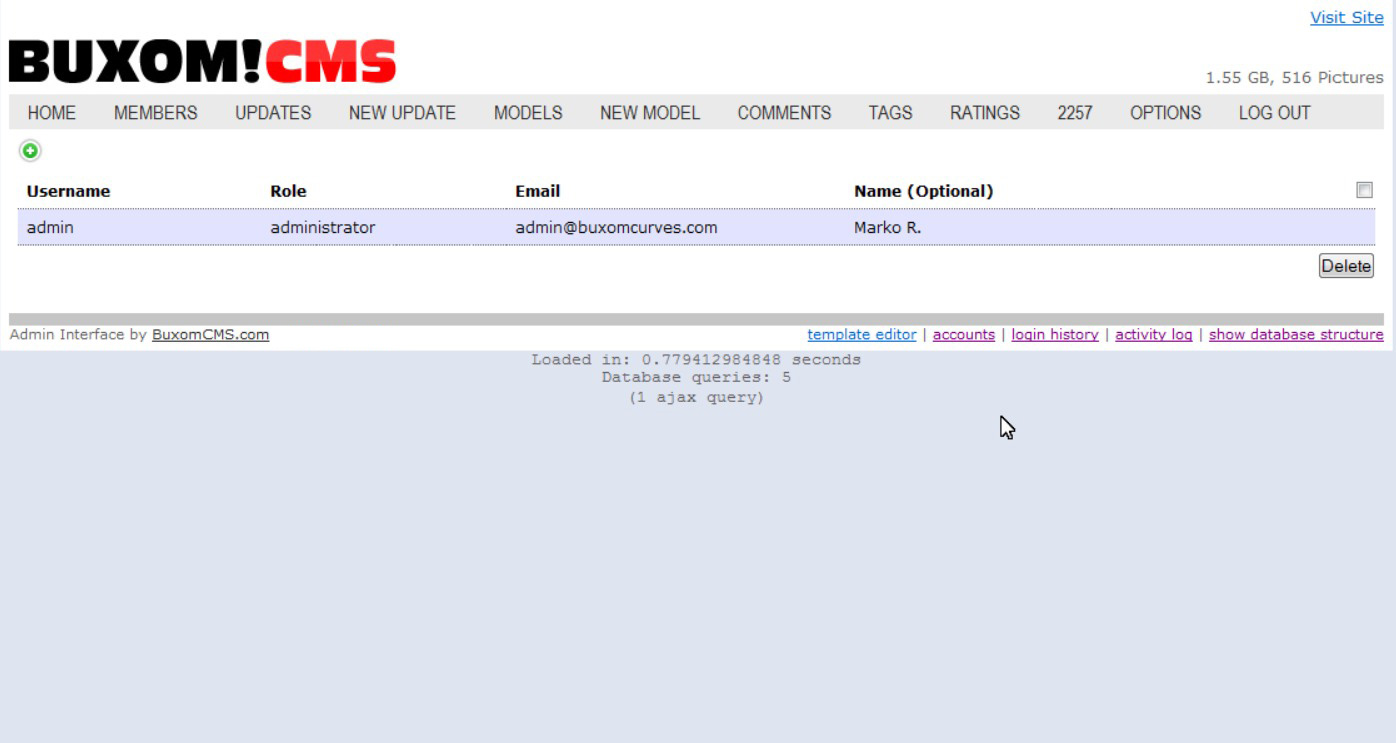 Visit Site
BUXOM!CMS
1.55 GB, 516 Pictures
HOME MEMBERS UPDATES NEW UPDATE MODELS NEW MODEL COMMENTS TAGS RATINGS 2257 OPTIONS LOG OUT
Username Role Email Name (Optional)
admin administrator admin@buxomcurves.com Marko R.
Delete
Admin Interface by BuxomCMS.com template editor | accounts | login history | activity log | show database structure
Loaded in: 0.779412984848 seconds
Database queries: 5
(1 ajax query)